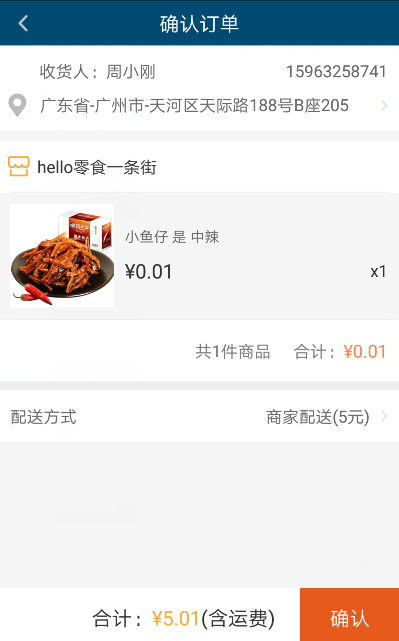 确认订单
收货人：周小刚 15963258741
广东省-广州市-天河区天际路188号B座205
hello零食一条街
小鱼仔 是 中辣
¥0.01 x1
共1件商品 合计：¥0.01
配送方式 商家配送(5元)
合计：¥5.01(含运费) 确认